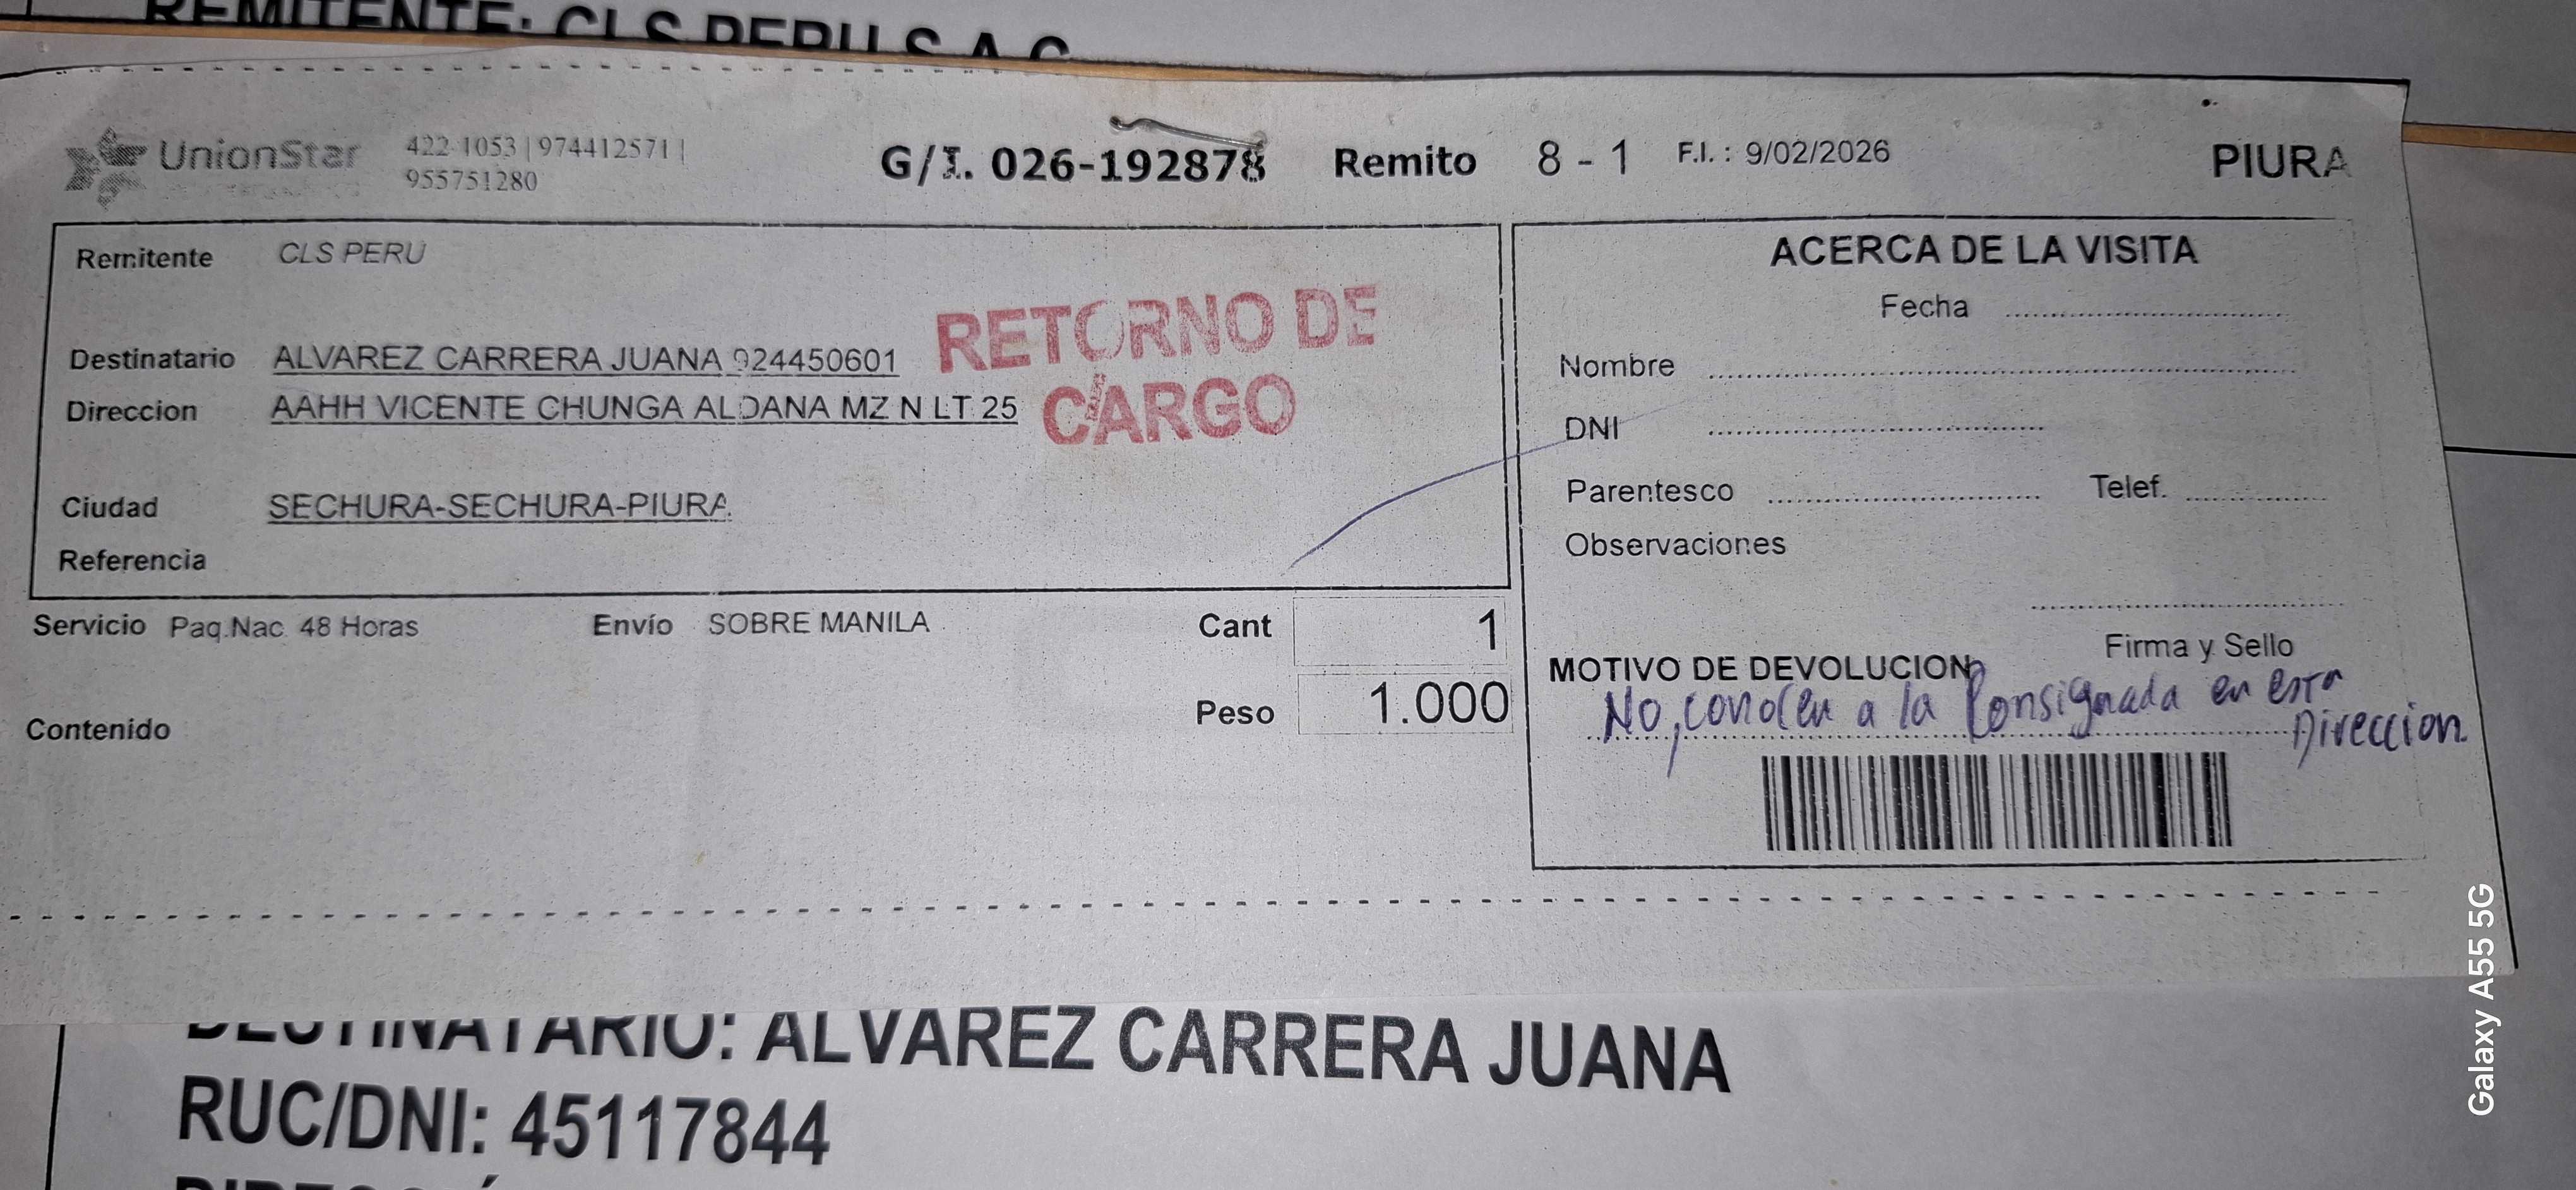 REMITENTE: CLS PERU S.A.C
UnionStar
422 1053 | 974412571 |
955751280
G/I. 026-192878 Remito 8 - 1 F.I. : 9/02/2026 PIURA
Remitente CLS PERU
RETORNO DE
CARGO
Destinatario ALVAREZ CARRERA JUANA 924450601
Direccion AAHH VICENTE CHUNGA ALDANA MZ N LT 25
Ciudad SECHURA-SECHURA-PIURA
Referencia
Servicio Paq.Nac 48 Horas Envío SOBRE MANILA Cant 1
Peso 1.000
Contenido
ACERCA DE LA VISITA
Fecha
Nombre
DNI
Parentesco Telef.
Observaciones
Firma y Sello
MOTIVO DE DEVOLUCION
No, conocen a la Consignada en esta
Direccion
DESTINATARIO: ALVAREZ CARRERA JUANA
RUC/DNI: 45117844
Galaxy A55 5G